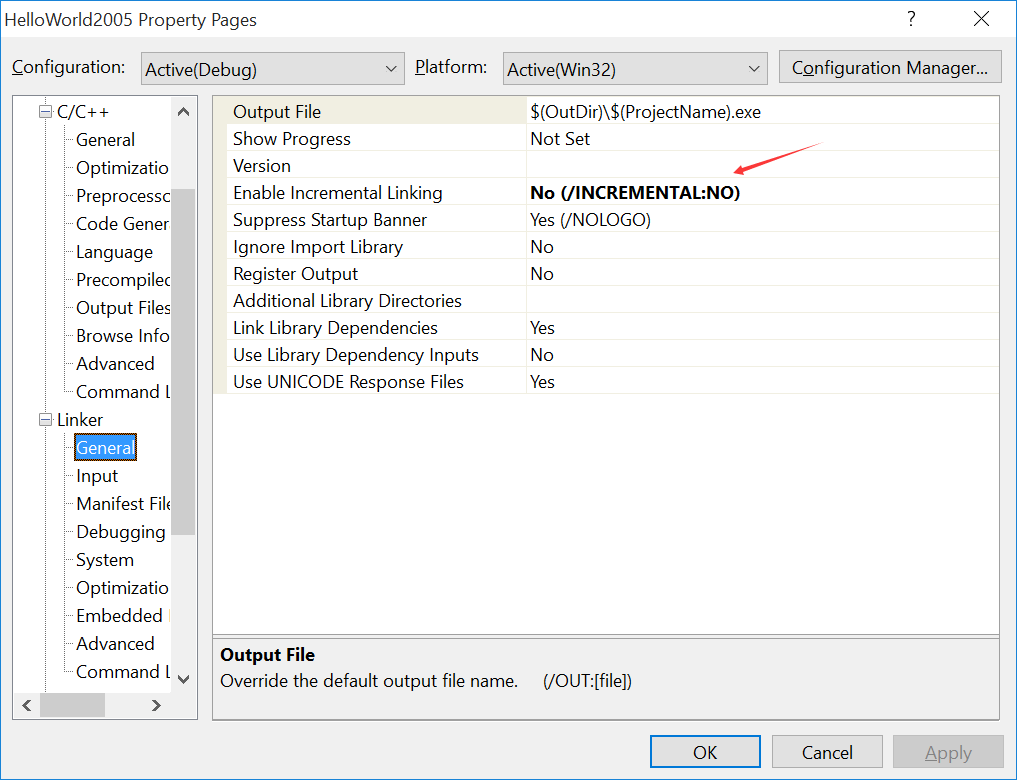 HelloWorld2005 Property Pages
?
Configuration: Active(Debug) Platform: Active(Win32) Configuration Manager...
C/C++
General
Optimizatio
Preprocesso
Code Gener
Language
Precompiled
Output Files
Browse Info
Advanced
Command L
Linker
General
Input
Manifest File
Debugging
System
Optimizatio
Embedded
Advanced
Command L
Output File $(OutDir)\$(ProjectName).exe
Show Progress Not Set
Version
Enable Incremental Linking No (/INCREMENTAL:NO)
Suppress Startup Banner Yes (/NOLOGO)
Ignore Import Library No
Register Output No
Additional Library Directories
Link Library Dependencies Yes
Use Library Dependency Inputs No
Use UNICODE Response Files Yes
Output File
Override the default output file name. (/OUT:[file])
OK Cancel Apply